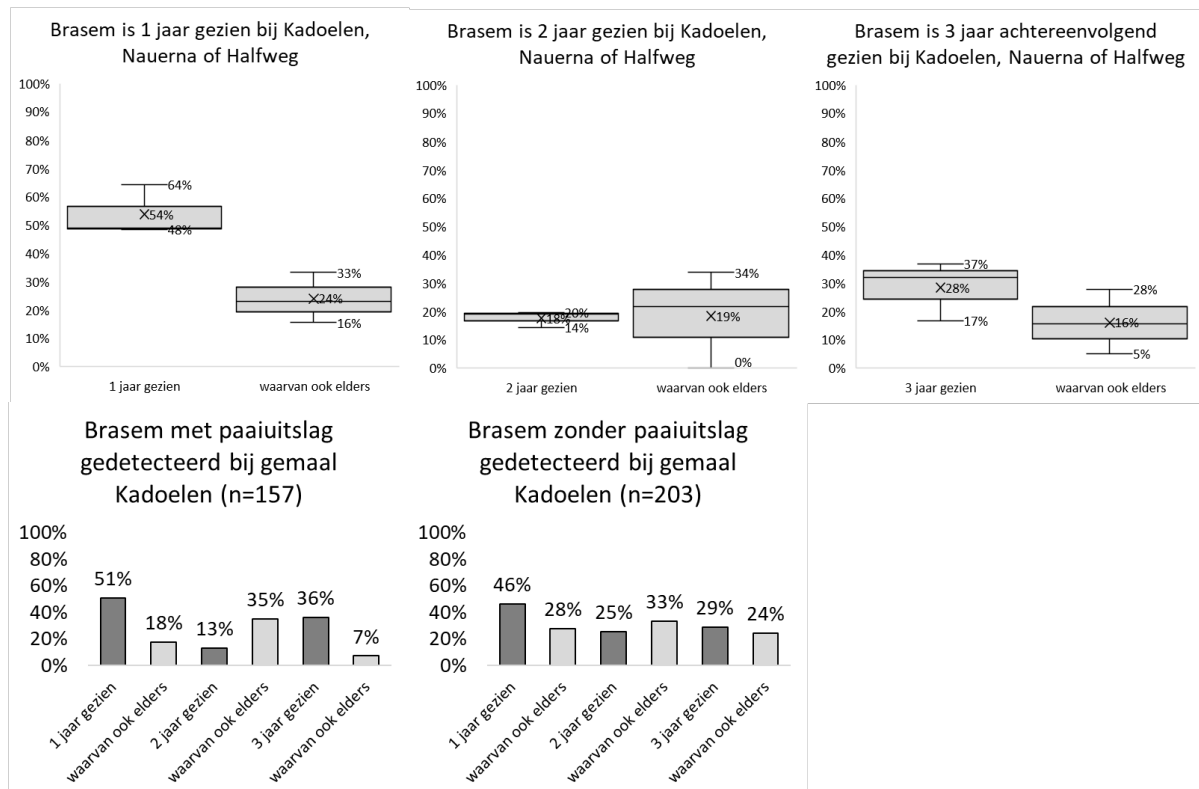 Brasem is 1 jaar gezien bij Kadoelen,
Nauerna of Halfweg
100%
90%
80%
70%
60%
50%
40%
30%
20%
10%
0%
64%
54%
48%
33%
24%
16%
1 jaar gezien
waarvan ook elders
Brasem is 2 jaar gezien bij Kadoelen,
Nauerna of Halfweg
100%
90%
80%
70%
60%
50%
40%
30%
20%
10%
0%
20%
18%
14%
34%
19%
0%
2 jaar gezien
waarvan ook elders
Brasem is 3 jaar achtereenvolgend
gezien bij Kadoelen, Nauerna of Halfweg
100%
90%
80%
70%
60%
50%
40%
30%
20%
10%
0%
37%
28%
17%
28%
16%
5%
3 jaar gezien
waarvan ook elders
Brasem met paaiuitslag
gedetecteerd bij gemaal
Kadoelen (n=157)
100%
80%
60%
40%
20%
0%
51%
18%
13%
35%
36%
7%
1 jaar gezien
waarvan ook elders
2 jaar gezien
waarvan ook elders
3 jaar gezien
waarvan ook elders
Brasem zonder paaiuitslag
gedetecteerd bij gemaal
Kadoelen (n=203)
100%
80%
60%
40%
20%
0%
46%
28%
25%
33%
29%
24%
1 jaar gezien
waarvan ook elders
2 jaar gezien
waarvan ook elders
3 jaar gezien
waarvan ook elders